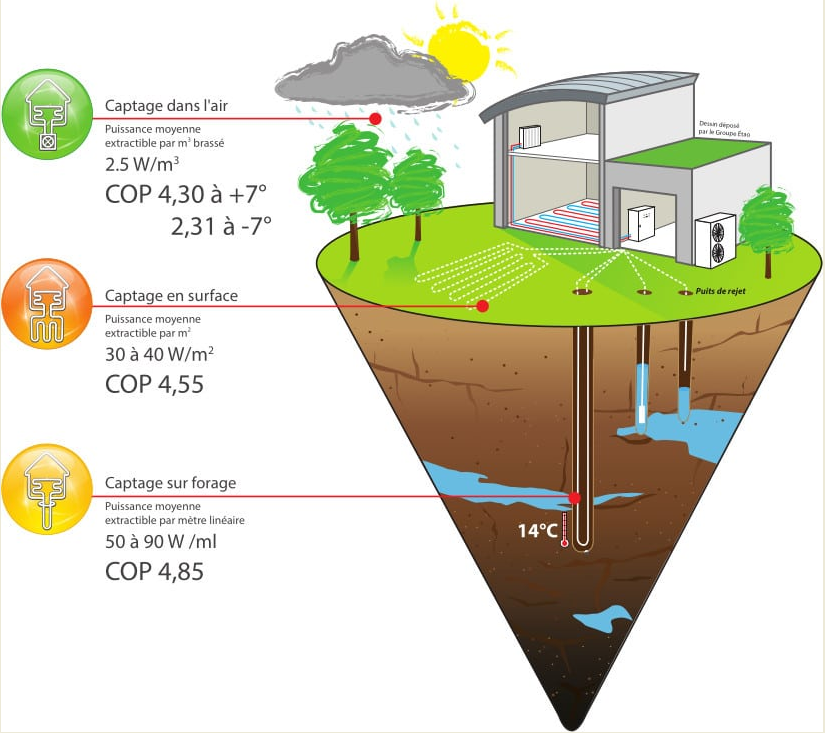 Captage dans l'air
Puissance moyenne
extractible par m³ brassé
2.5 W/m³
COP 4,30 à +7°
2,31 à -7°
Dessin déposé
par le Groupe Etao
Captage en surface
Puissance moyenne
extractible par m²
30 à 40 W/m²
COP 4,55
Puits de rejet
Captage sur forage
Puissance moyenne
extractible par mètre linéaire
50 à 90 W /ml
COP 4,85
14°C